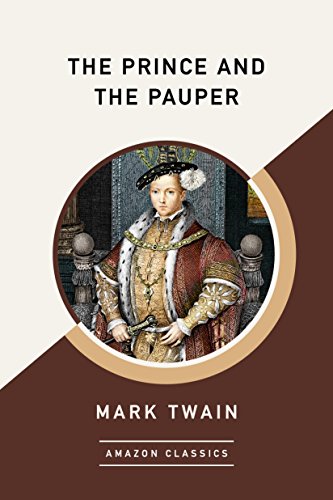 THE PRINCE AND
THE PAUPER
MARK TWAIN
AMAZON CLASSICS